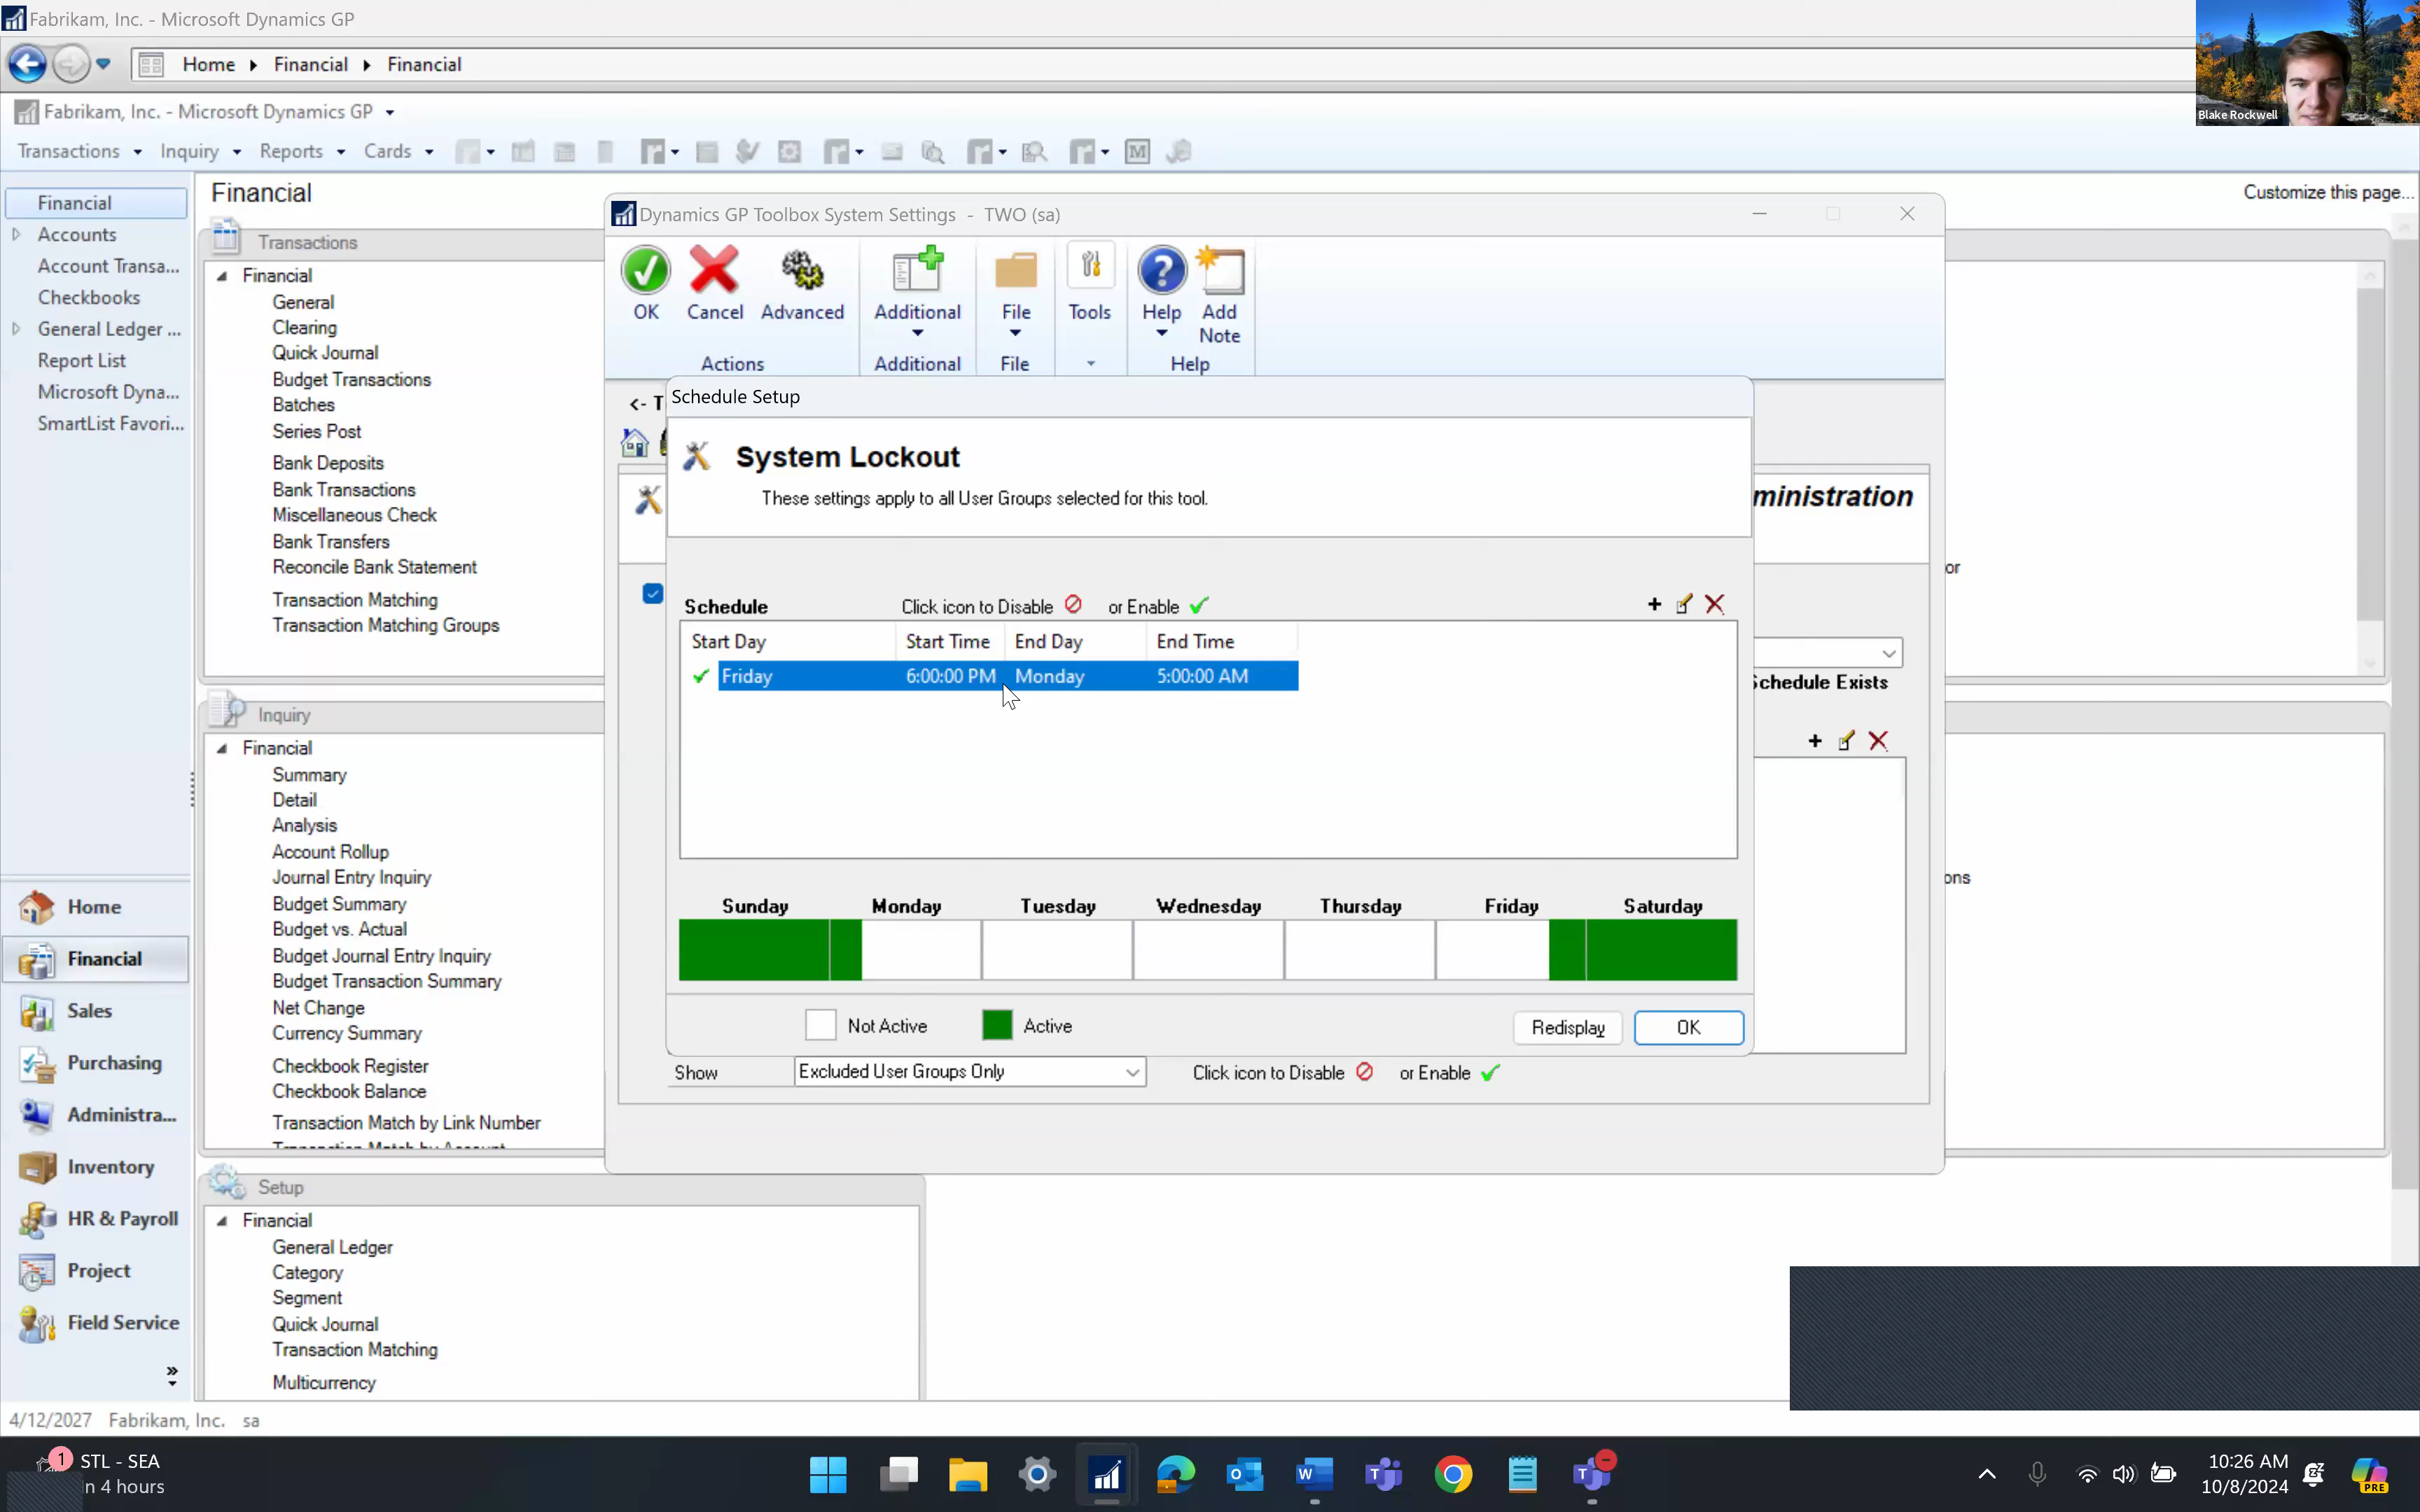 Fabrikam, Inc. - Microsoft Dynamics GP
Home Financial Financial
Blake Rockwell
Fabrikam, Inc. - Microsoft Dynamics GP
Transactions Inquiry Reports Cards
Financial
Accounts
Account Transa...
Checkbooks
General Ledger ...
Report List
Microsoft Dyna...
SmartList Favori...
Home
Financial
Sales
Purchasing
Administra...
Inventory
HR & Payroll
Project
Field Service
»
Financial
Customize this page...
Transactions
Financial
General
Clearing
Quick Journal
Budget Transactions
Batches
Series Post
Bank Deposits
Bank Transactions
Miscellaneous Check
Bank Transfers
Reconcile Bank Statement
Transaction Matching
Transaction Matching Groups
Inquiry
Financial
Summary
Detail
Analysis
Account Rollup
Journal Entry Inquiry
Budget Summary
Budget vs. Actual
Budget Journal Entry Inquiry
Budget Transaction Summary
Net Change
Currency Summary
Checkbook Register
Checkbook Balance
Transaction Match by Link Number
Transaction Match by Account
Setup
Financial
General Ledger
Category
Segment
Quick Journal
Transaction Matching
Multicurrency
Dynamics GP Toolbox System Settings - TWO (sa)
OK Cancel Advanced Additional File Tools Help Add Note
Actions Additional File Help
<- T
Schedule Setup
System Lockout
These settings apply to all User Groups selected for this tool.
ministration
or
Schedule Click icon to Disable or Enable
Start Day Start Time End Day End Time
Friday 6:00:00 PM Monday 5:00:00 AM
Schedule Exists
ons
Sunday Monday Tuesday Wednesday Thursday Friday Saturday
Not Active Active Redisplay OK
Show Excluded User Groups Only Click icon to Disable or Enable
4/12/2027 Fabrikam, Inc. sa
1 STL - SEA
in 4 hours
10:26 AM
10/8/2024
PRE